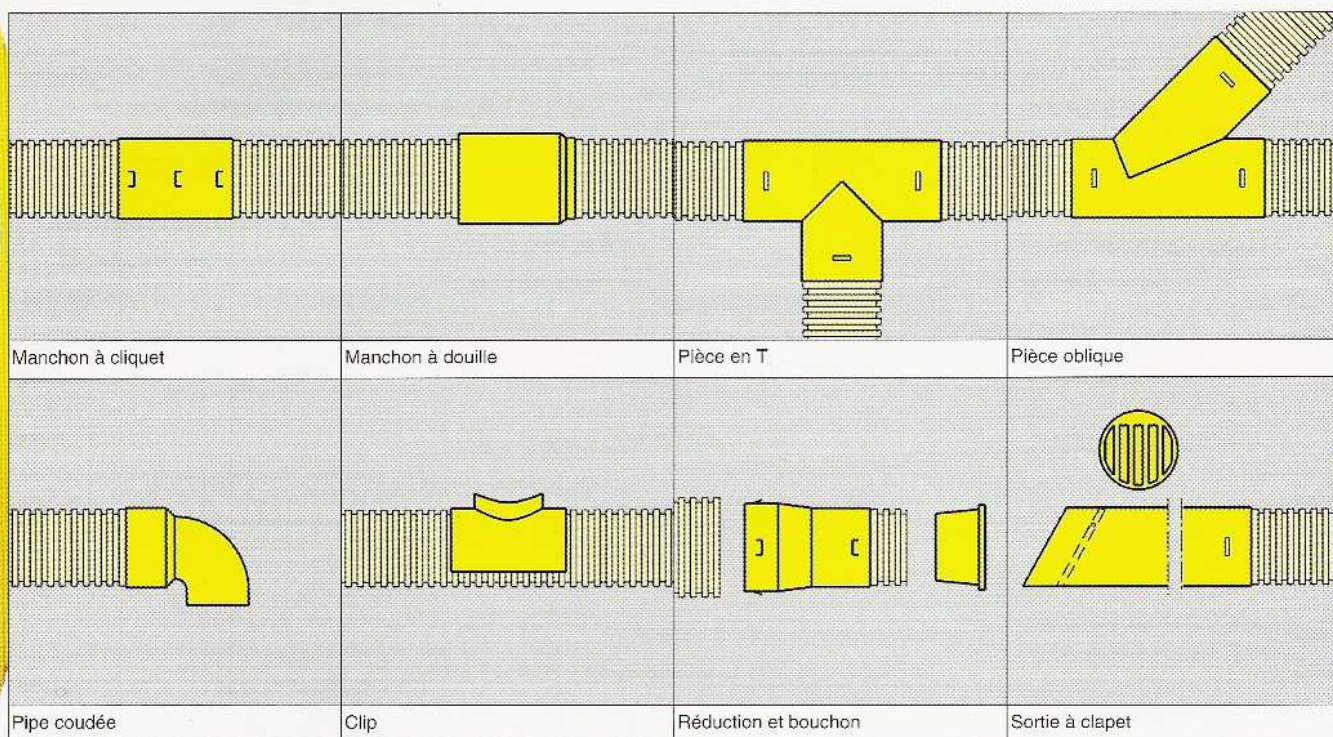 Manchon à cliquet
Manchon à douille
Pièce en T
Pièce oblique
Pipe coudée
Clip
Réduction et bouchon
Sortie à clapet